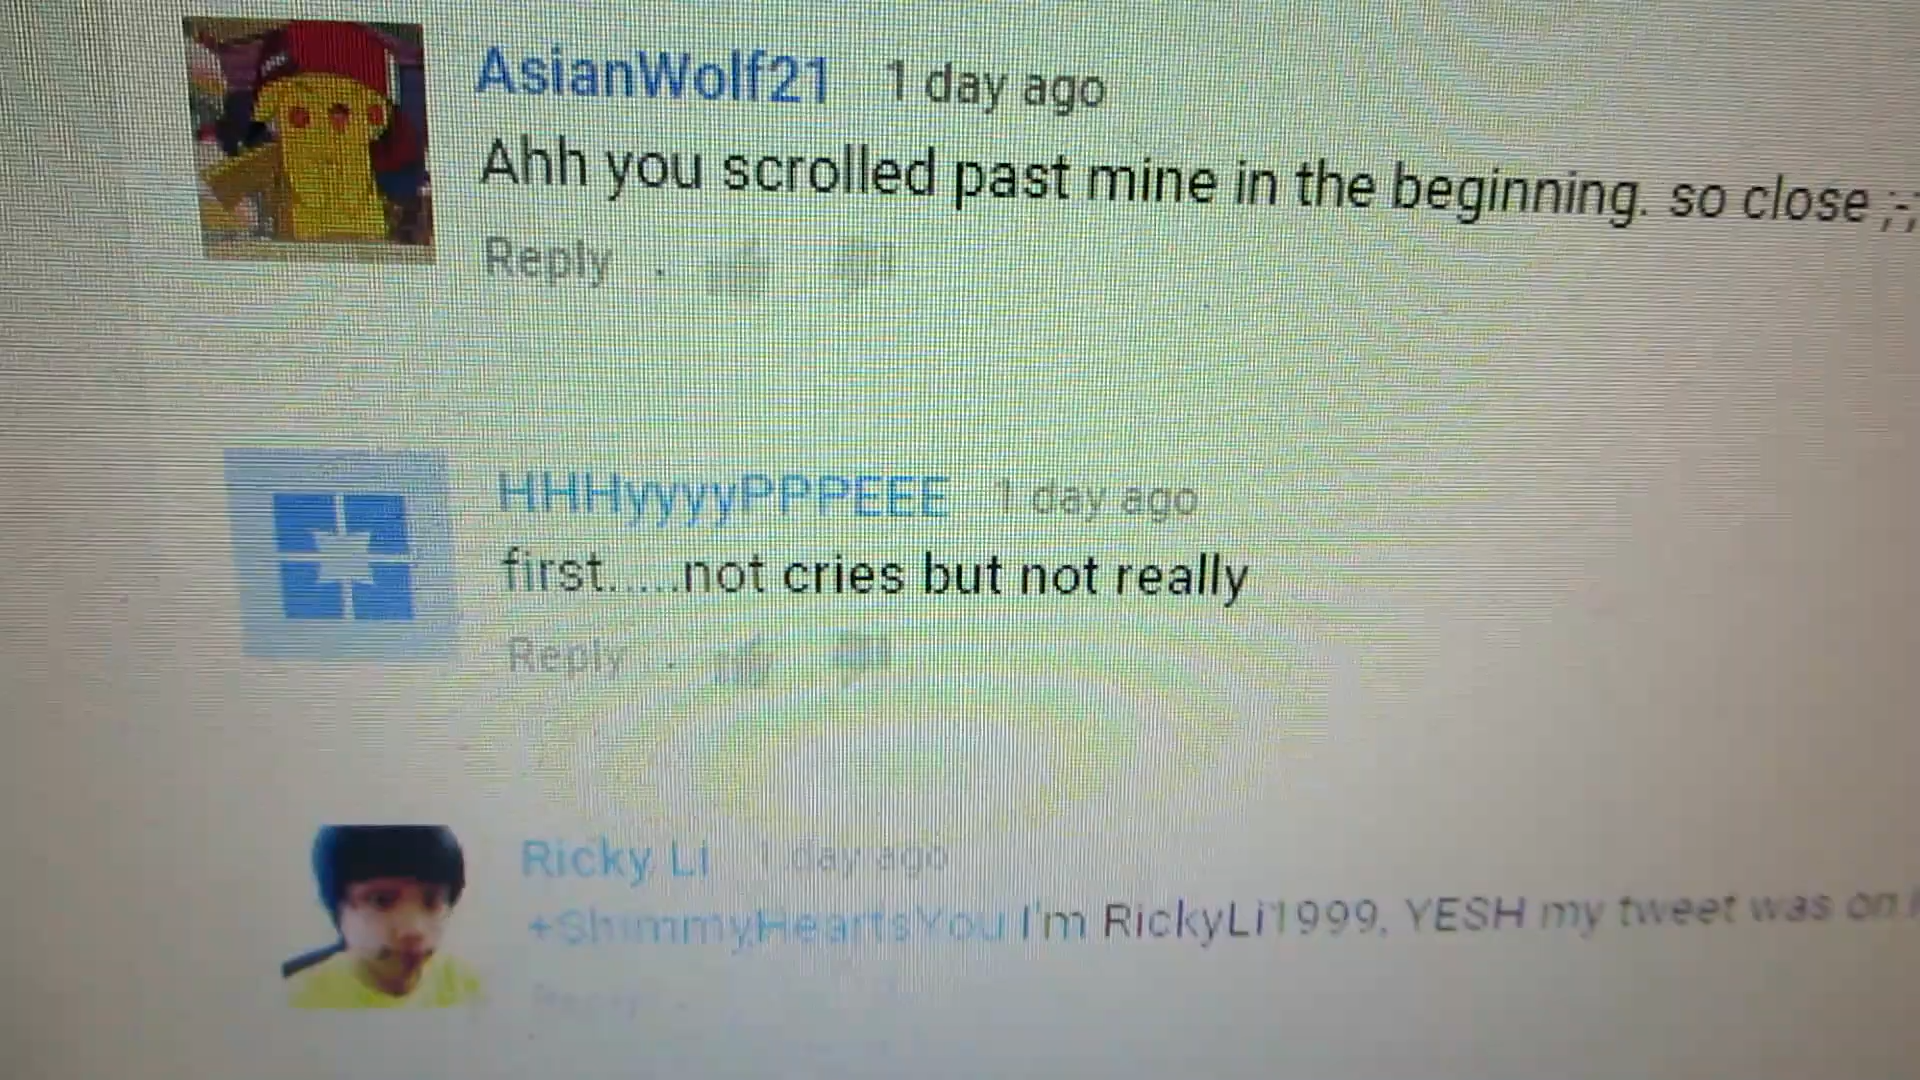 AsianWolf21 1 day ago
Ahh you scrolled past mine in the beginning. so close ;-;
Reply .
HHHyyyyPPPEEE 1 day ago
first.....not cries but not really
Reply .
Ricky Li 1 day ago
+ShimmyHeartsYou I'm RickyLi1999, YESH my tweet was on
Reply .